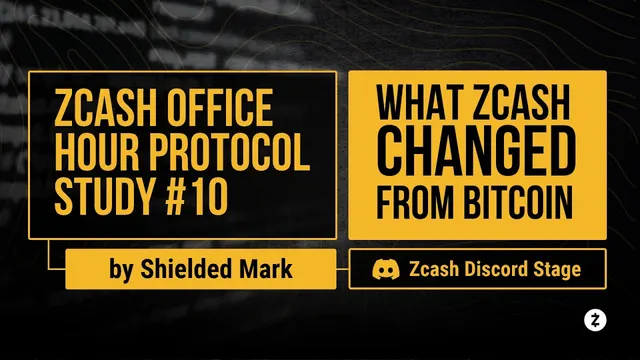 ZCASH OFFICE
HOUR PROTOCOL
STUDY #10
WHAT ZCASH
CHANGED
FROM BITCOIN
by Shielded Mark
Zcash Discord Stage